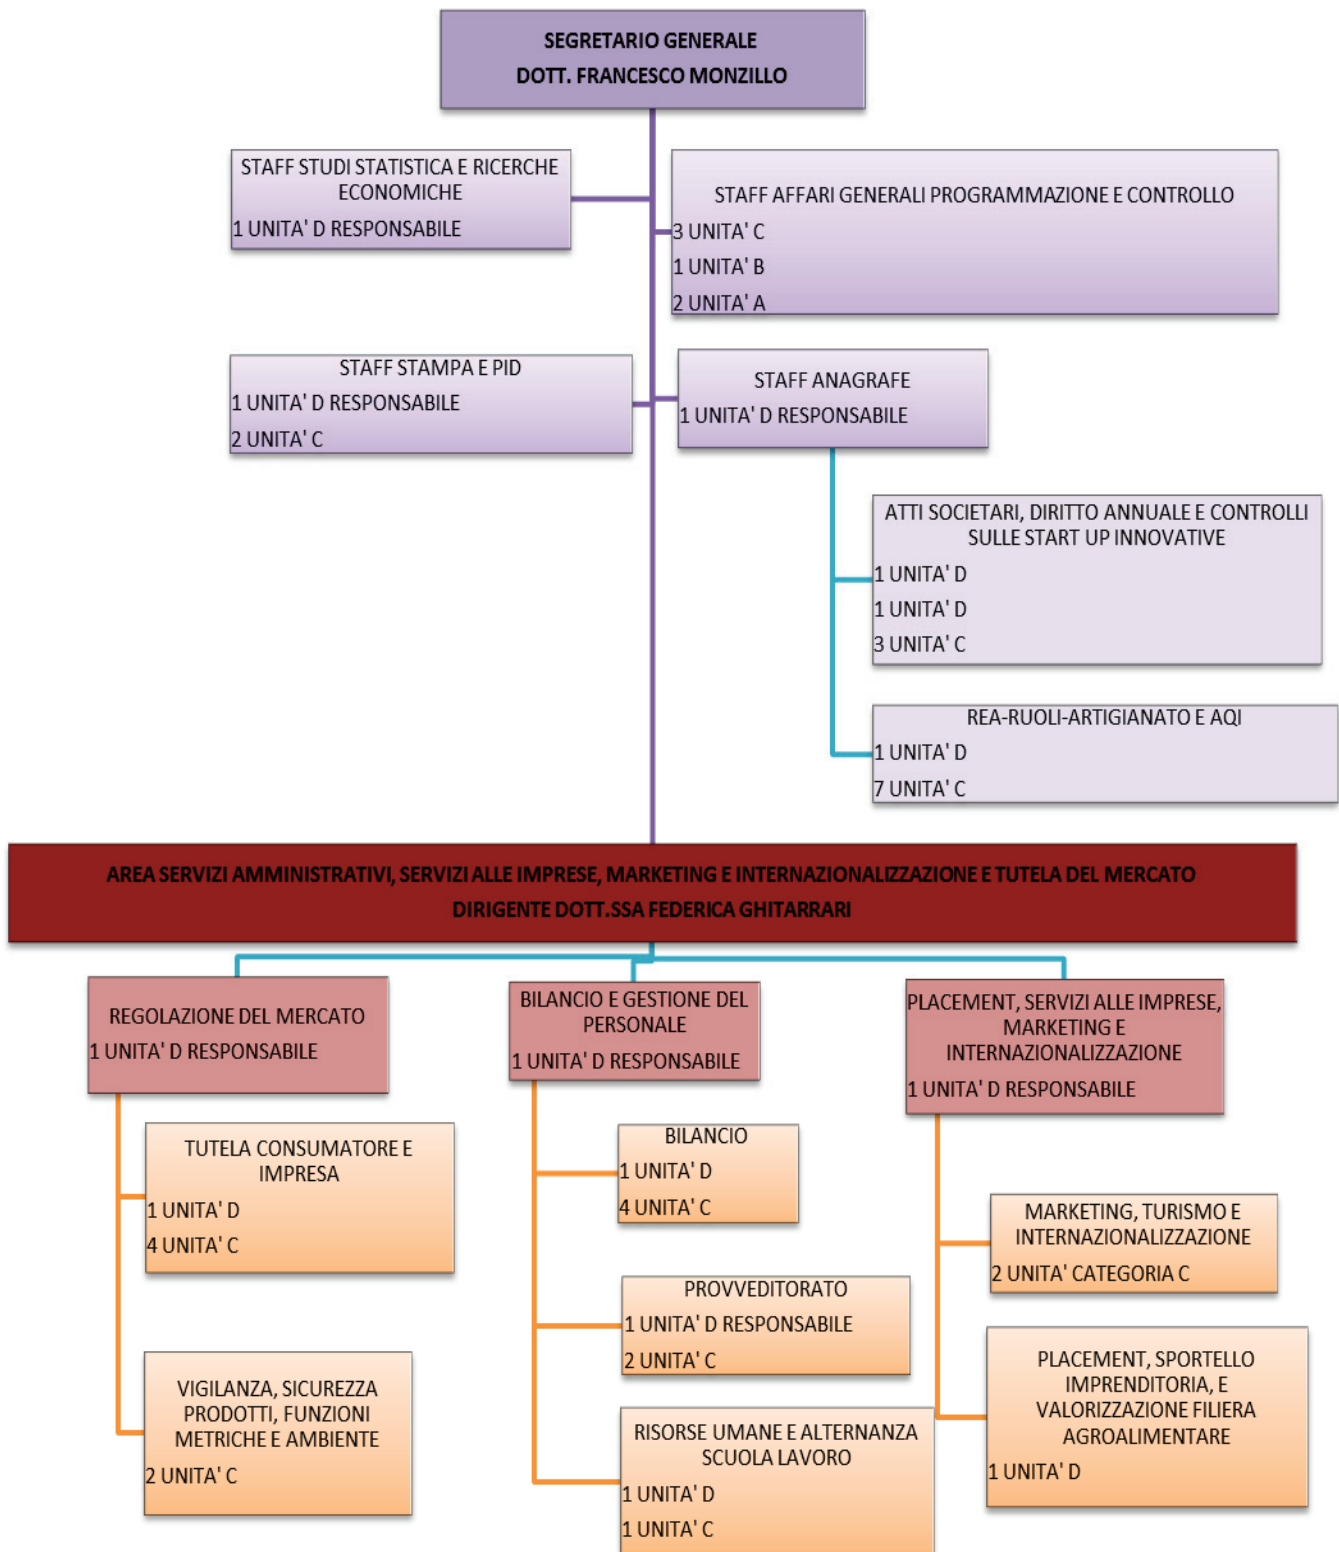 SEGRETARIO GENERALE
DOTT. FRANCESCO MONZILLO
STAFF STUDI STATISTICA E RICERCHE
ECONOMICHE
1 UNITA' D RESPONSABILE
STAFF AFFARI GENERALI PROGRAMMAZIONE E CONTROLLO
3 UNITA' C
1 UNITA' B
2 UNITA' A
STAFF STAMPA E PID
1 UNITA' D RESPONSABILE
2 UNITA' C
STAFF ANAGRAFE
1 UNITA' D RESPONSABILE
ATTI SOCIETARI, DIRITTO ANNUALE E CONTROLLI
SULLE START UP INNOVATIVE
1 UNITA' D
1 UNITA' D
3 UNITA' C
REA-RUOLI-ARTIGIANATO E AQI
1 UNITA' D
7 UNITA' C
AREA SERVIZI AMMINISTRATIVI, SERVIZI ALLE IMPRESE, MARKETING E INTERNAZIONALIZZAZIONE E TUTELA DEL MERCATO
DIRIGENTE DOTT.SSA FEDERICA GHITARRARI
REGOLAZIONE DEL MERCATO
1 UNITA' D RESPONSABILE
TUTELA CONSUMATORE E
IMPRESA
1 UNITA' D
4 UNITA' C
VIGILANZA, SICUREZZA
PRODOTTI, FUNZIONI
METRICHE E AMBIENTE
2 UNITA' C
BILANCIO E GESTIONE DEL
PERSONALE
1 UNITA' D RESPONSABILE
BILANCIO
1 UNITA' D
4 UNITA' C
PROVVEDITORATO
1 UNITA' D RESPONSABILE
2 UNITA' C
RISORSE UMANE E ALTERNANZA
SCUOLA LAVORO
1 UNITA' D
1 UNITA' C
PLACEMENT, SERVIZI ALLE IMPRESE,
MARKETING E
INTERNAZIONALIZZAZIONE
1 UNITA' D RESPONSABILE
MARKETING, TURISMO E
INTERNAZIONALIZZAZIONE
2 UNITA' CATEGORIA C
PLACEMENT, SPORTELLO
IMPRENDITORIA, E
VALORIZZAZIONE FILIERA
AGROALIMENTARE
1 UNITA' D